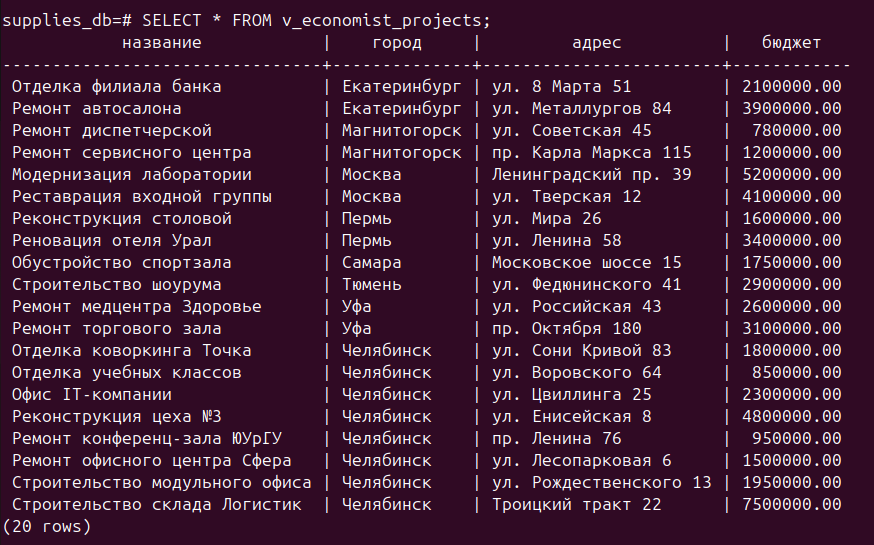 supplies_db=# SELECT * FROM v_economist_projects;
            название            |    город     |         адрес          |   бюджет
--------------------------------+--------------+------------------------+------------
 Отделка филиала банка          | Екатеринбург | ул. 8 Марта 51         | 2100000.00
 Ремонт автосалона              | Екатеринбург | ул. Металлургов 84     | 3900000.00
 Ремонт диспетчерской           | Магнитогорск | ул. Советская 45       |  780000.00
 Ремонт сервисного центра       | Магнитогорск | пр. Карла Маркса 115   | 1200000.00
 Модернизация лаборатории       | Москва       | Ленинградский пр. 39   | 5200000.00
 Реставрация входной группы     | Москва       | ул. Тверская 12        | 4100000.00
 Реконструкция столовой         | Пермь        | ул. Мира 26            | 1600000.00
 Реновация отеля Урал           | Пермь        | ул. Ленина 58          | 3400000.00
 Обустройство спортзала         | Самара       | Московское шоссе 15    | 1750000.00
 Строительство шоурума          | Тюмень       | ул. Федюнинского 41    | 2900000.00
 Ремонт медцентра Здоровье      | Уфа          | ул. Российская 43      | 2600000.00
 Ремонт торгового зала          | Уфа          | пр. Октября 180        | 3100000.00
 Отделка коворкинга Точка       | Челябинск    | ул. Сони Кривой 83     | 1800000.00
 Отделка учебных классов        | Челябинск    | ул. Воровского 64      |  850000.00
 Офис IT-компании               | Челябинск    | ул. Цвиллинга 25       | 2300000.00
 Реконструкция цеха №3          | Челябинск    | ул. Енисейская 8       | 4800000.00
 Ремонт конференц-зала ЮУрГУ    | Челябинск    | пр. Ленина 76          |  950000.00
 Ремонт офисного центра Сфера   | Челябинск    | ул. Лесопарковая 6     | 1500000.00
 Строительство модульного офиса | Челябинск    | ул. Рождественского 13 | 1950000.00
 Строительство склада Логистик  | Челябинск    | Троицкий тракт 22      | 7500000.00
(20 rows)